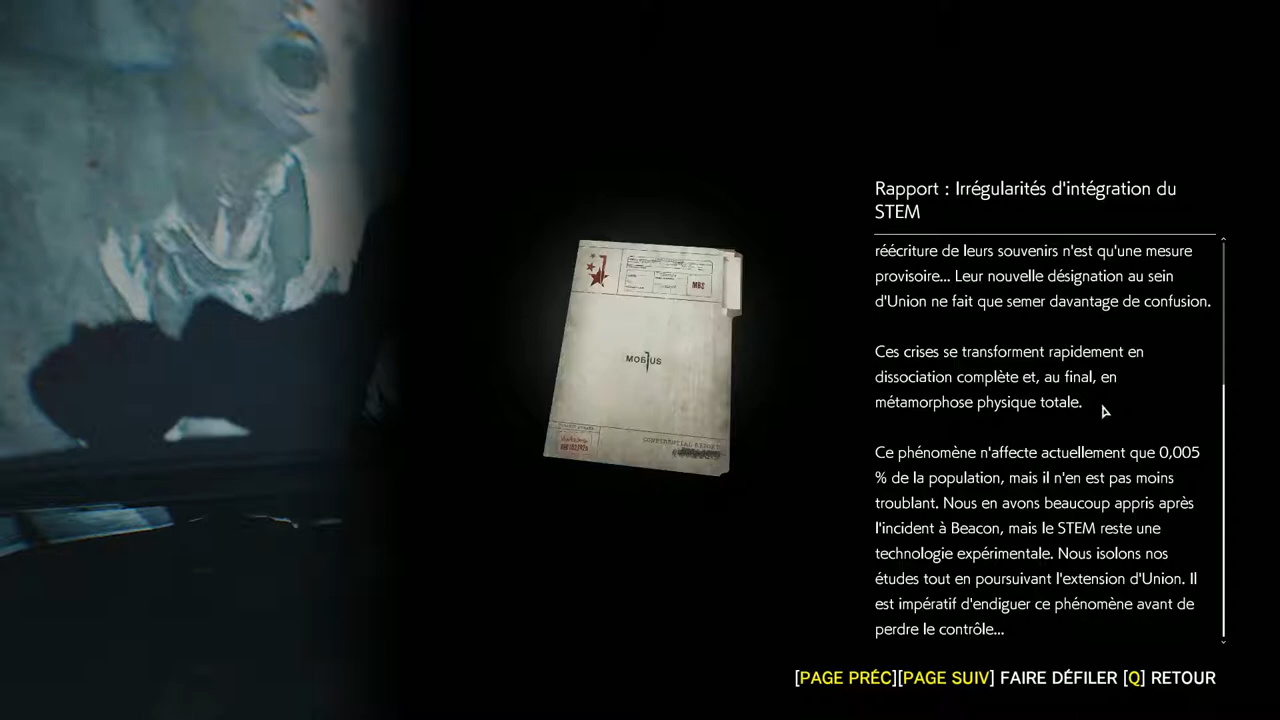 Rapport : Irrégularités d'intégration du
STEM
réécriture de leurs souvenirs n'est qu'une mesure
provisoire... Leur nouvelle désignation au sein
d'Union ne fait que semer davantage de confusion.
Ces crises se transforment rapidement en
dissociation complète et, au final, en
métamorphose physique totale.
Ce phénomène n'affecte actuellement que 0,005
% de la population, mais il n'en est pas moins
troublant. Nous en avons beaucoup appris après
l'incident à Beacon, mais le STEM reste une
technologie expérimentale. Nous isolons nos
études tout en poursuivant l'extension d'Union. Il
est impératif d'endiguer ce phénomène avant de
perdre le contrôle...
MB2
MOBIUS
CONFIDENTIAL REPORT
[PAGE PRÉC][PAGE SUIV] FAIRE DÉFILER [Q] RETOUR